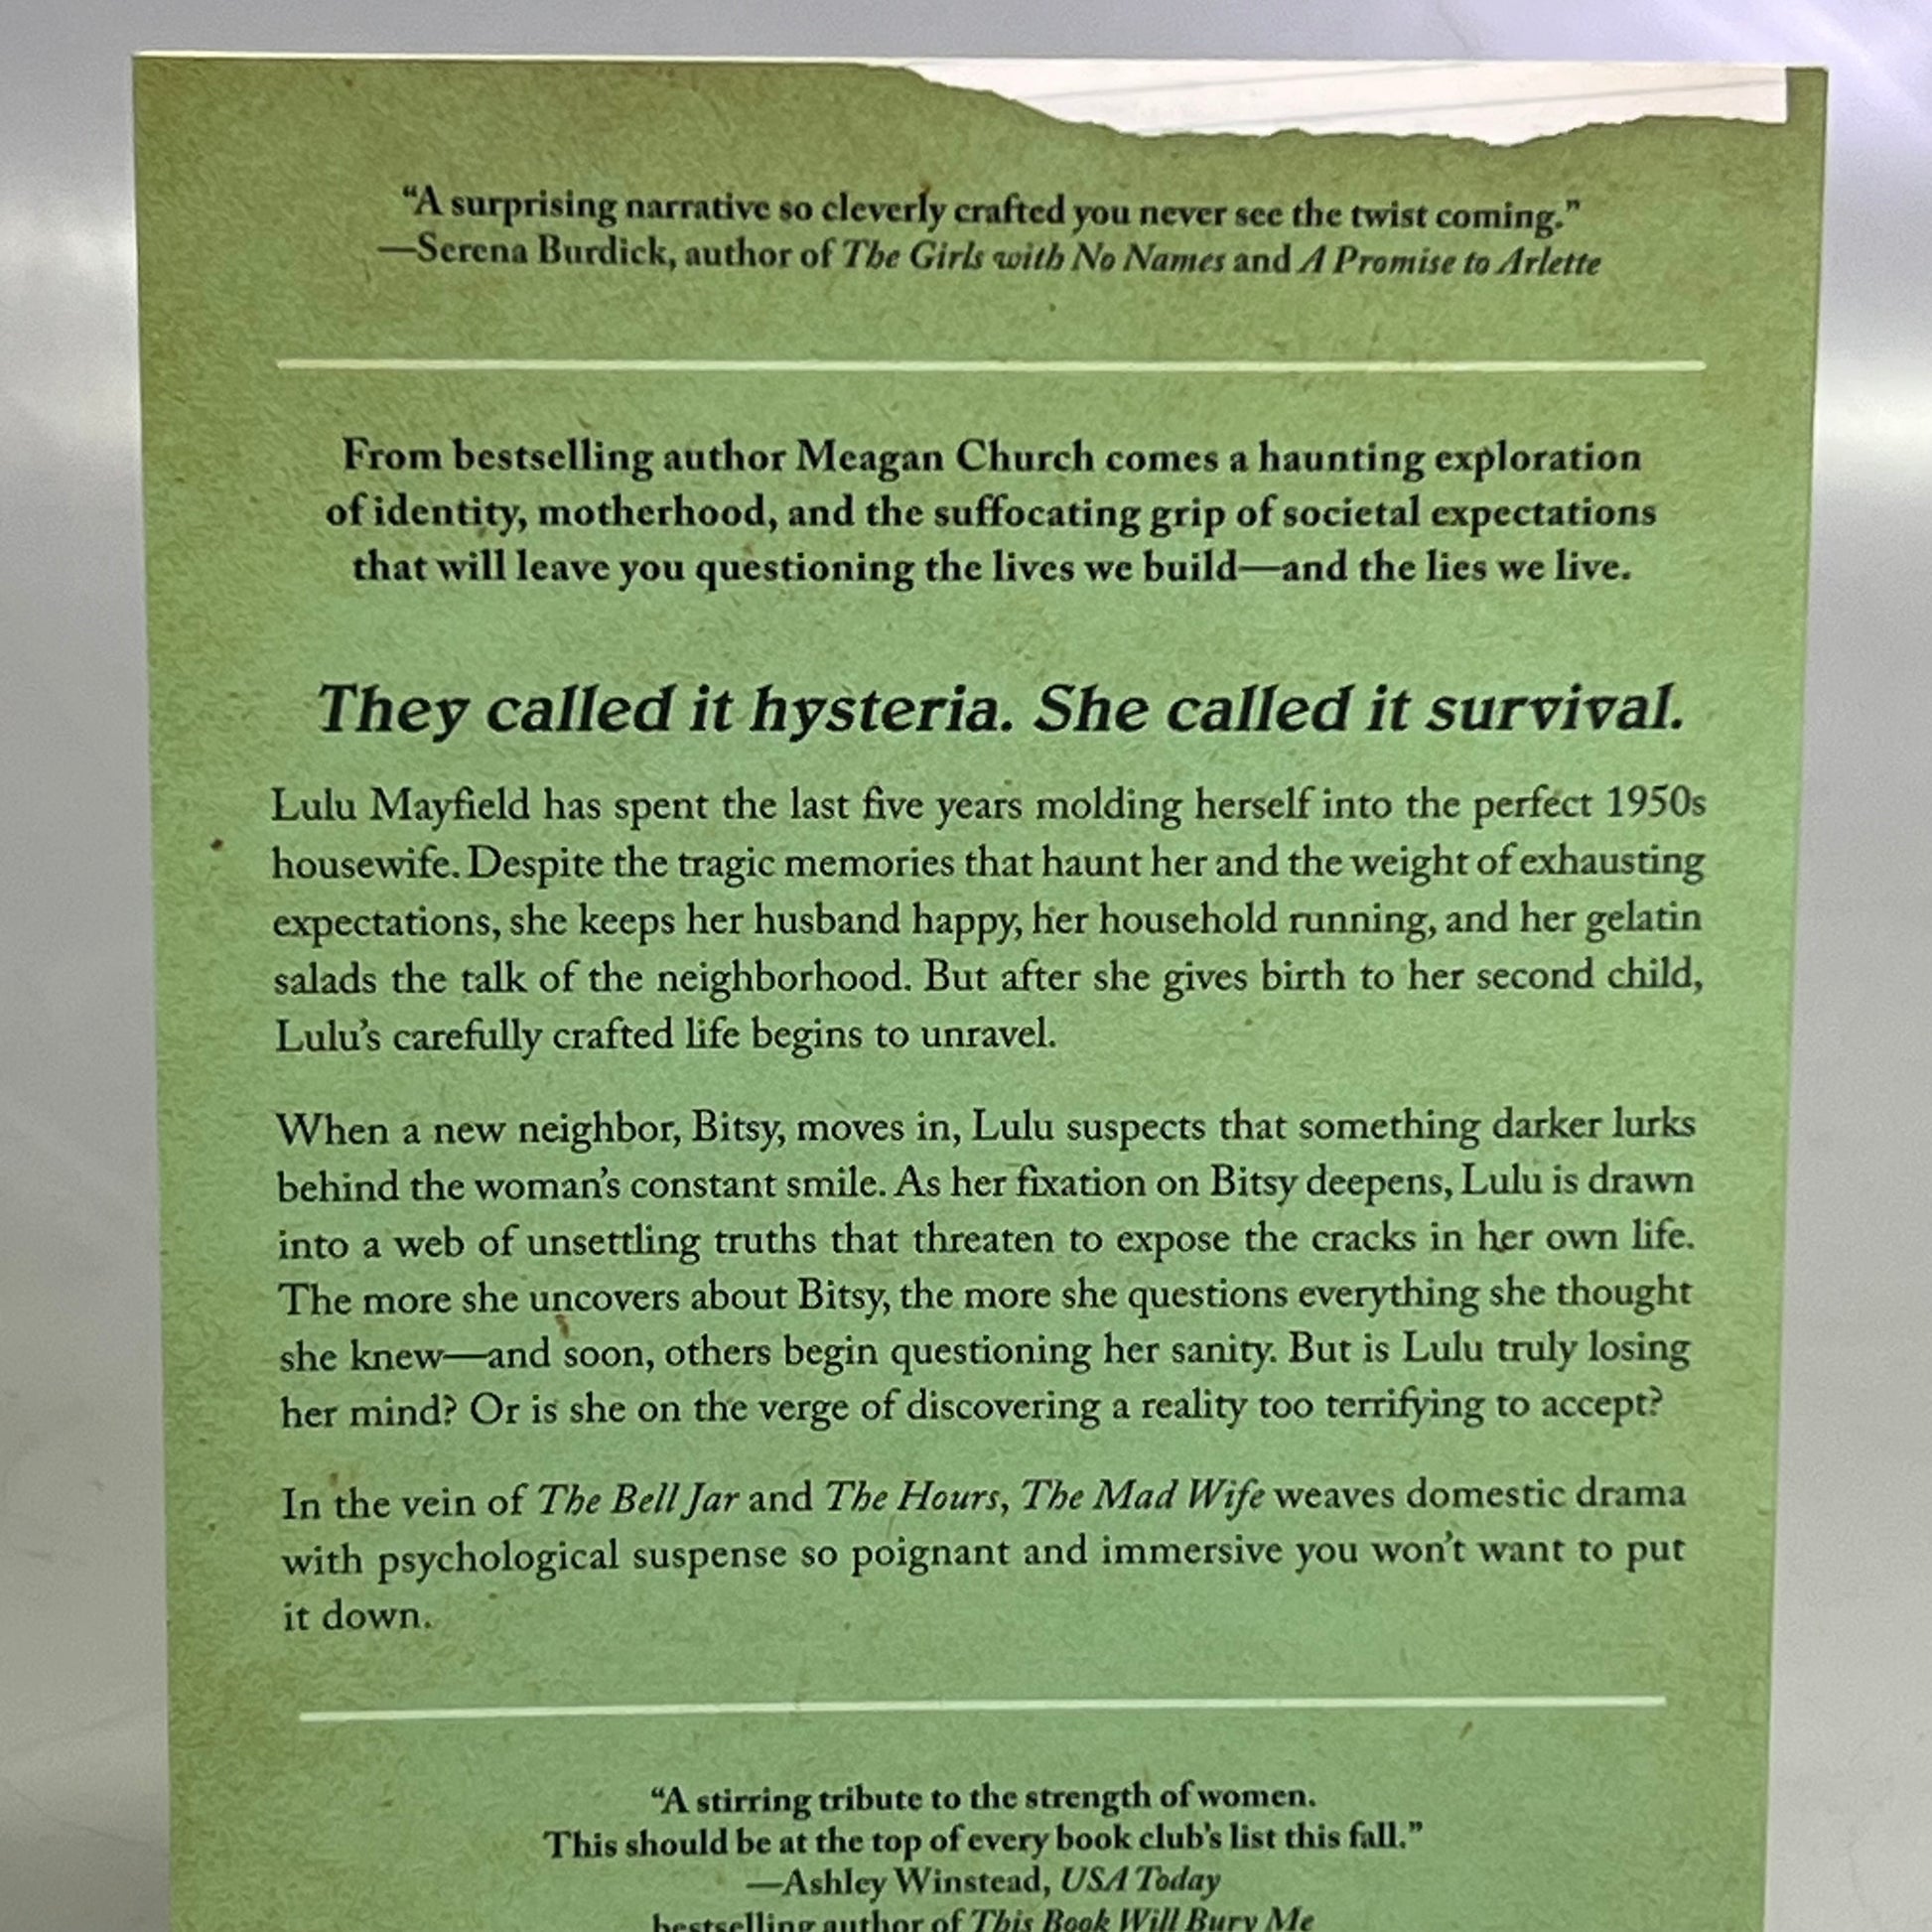 “A surprising narrative so cleverly crafted you never see the twist coming.”
—Serena Burdick, author of The Girls with No Names and A Promise to Arlette
From bestselling author Meagan Church comes a haunting exploration
of identity, motherhood, and the suffocating grip of societal expectations
that will leave you questioning the lives we build—and the lies we live.
They called it hysteria. She called it survival.
Lulu Mayfield has spent the last five years molding herself into the perfect 1950s
housewife. Despite the tragic memories that haunt her and the weight of exhausting
expectations, she keeps her husband happy, her household running, and her gelatin
salads the talk of the neighborhood. But after she gives birth to her second child,
Lulu’s carefully crafted life begins to unravel.
When a new neighbor, Bitsy, moves in, Lulu suspects that something darker lurks
behind the woman’s constant smile. As her fixation on Bitsy deepens, Lulu is drawn
into a web of unsettling truths that threaten to expose the cracks in her own life.
The more she uncovers about Bitsy, the more she questions everything she thought
she knew—and soon, others begin questioning her sanity. But is Lulu truly losing
her mind? Or is she on the verge of discovering a reality too terrifying to accept?
In the vein of The Bell Jar and The Hours, The Mad Wife weaves domestic drama
with psychological suspense so poignant and immersive you won’t want to put
it down.
“A stirring tribute to the strength of women.
This should be at the top of every book club’s list this fall.”
—Ashley Winstead, USA Today
bestselling author of This Book Will Bury Me